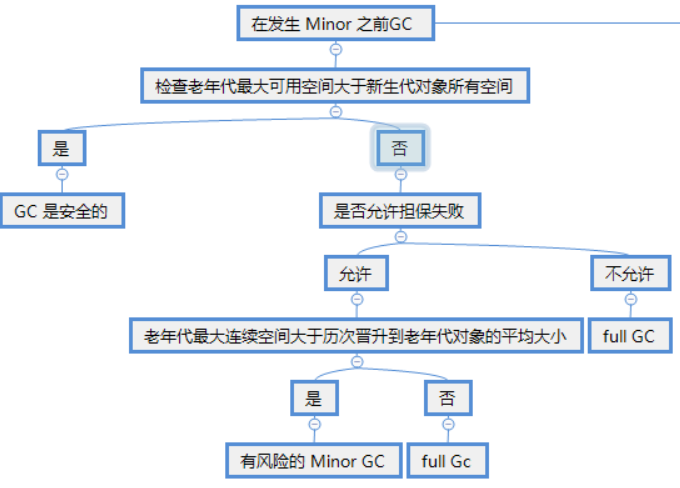 在发生 Minor 之前GC
检查老年代最大可用空间大于新生代对象所有空间
是
否
GC 是安全的
是否允许担保失败
允许
不允许
老年代最大连续空间大于历次晋升到老年代对象的平均大小
full GC
是
否
有风险的 Minor GC
full Gc